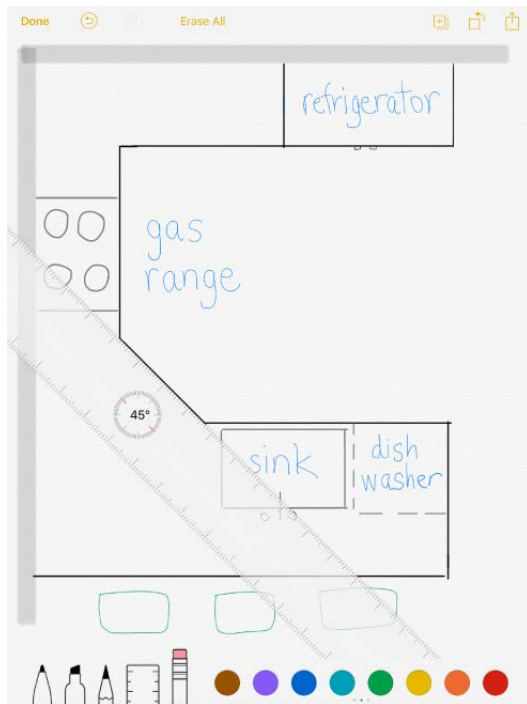 Done
Erase All
refrigerator
gas
range
45°
sink
dish
washer